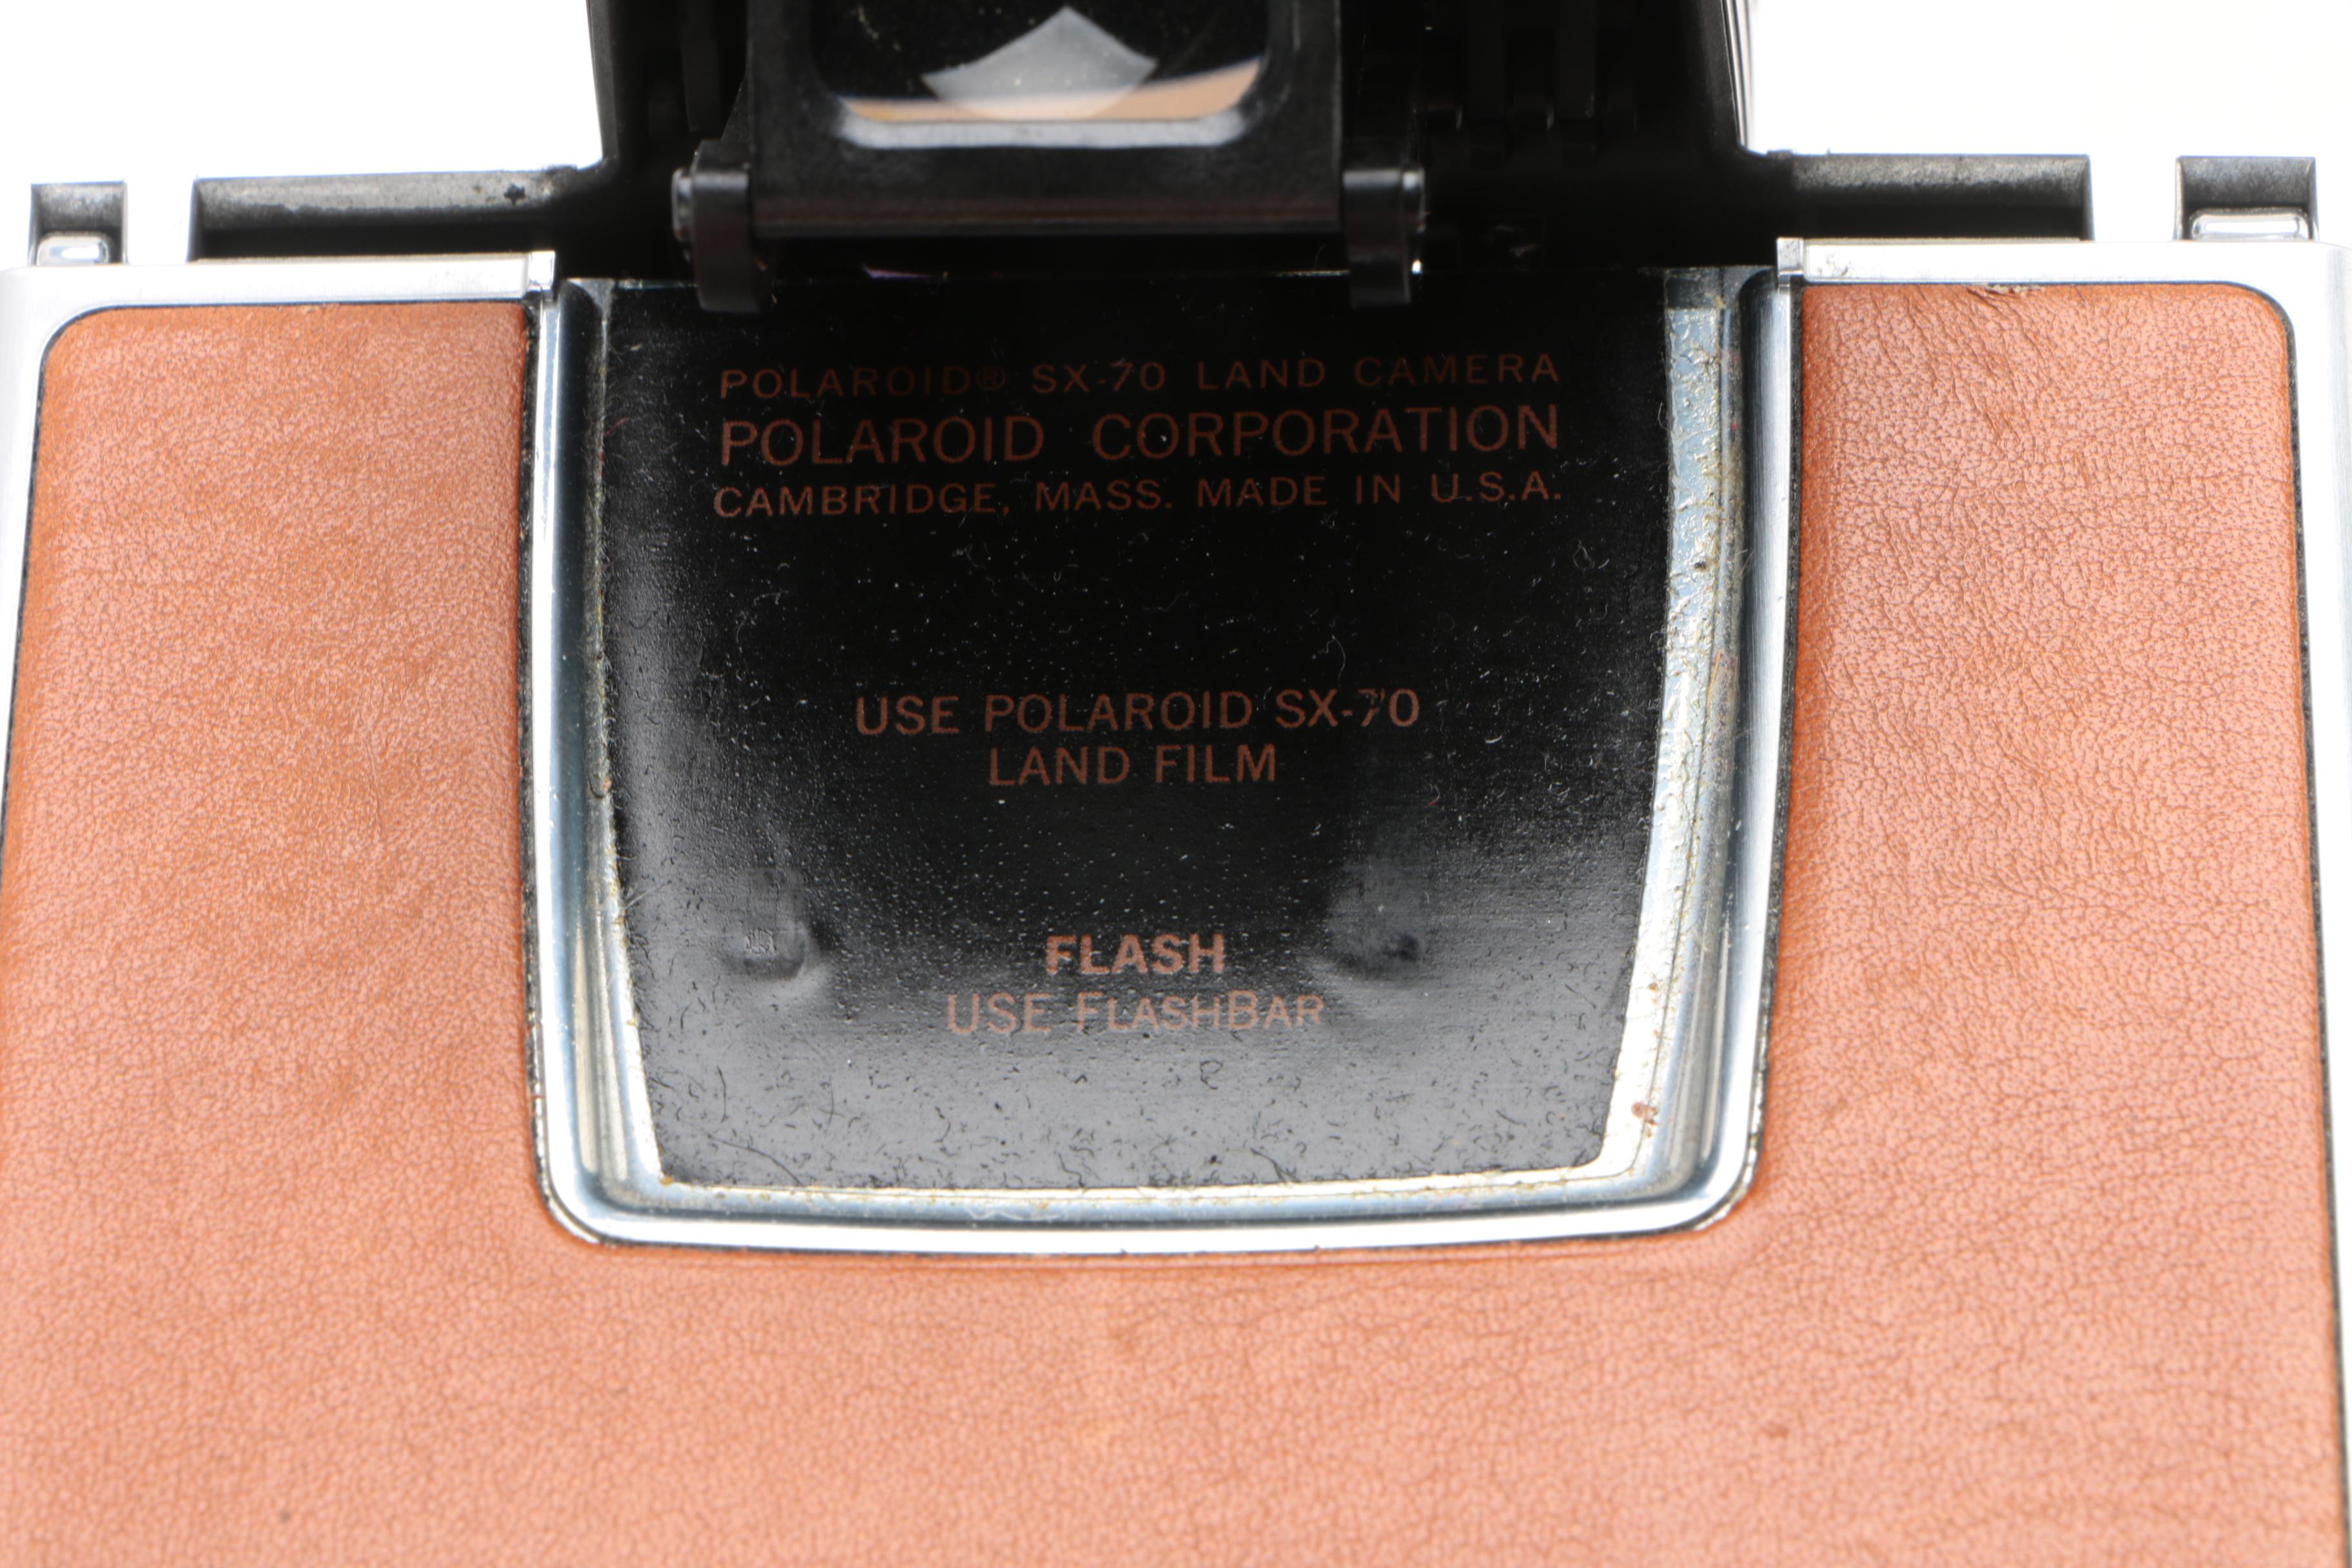 POLAROID® SX-70 LAND CAMERA
POLAROID CORPORATION
CAMBRIDGE, MASS. MADE IN U.S.A.
USE POLAROID SX-70
LAND FILM
FLASH
USE FLASHBAR